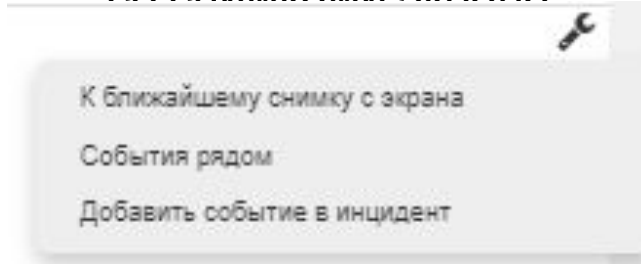 К ближайшему снимку с экрана
События рядом
Добавить событие в инцидент